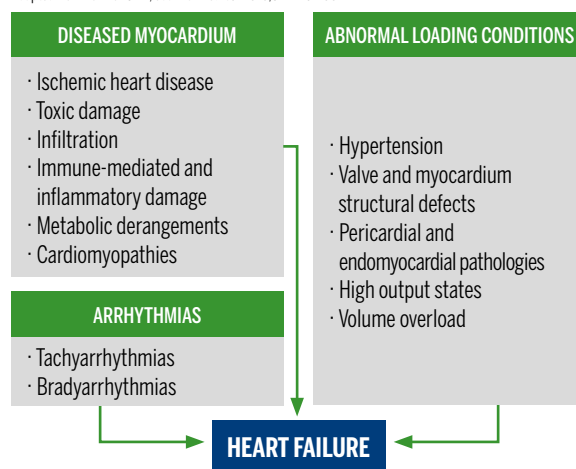 DISEASED MYOCARDIUM
· Ischemic heart disease
· Toxic damage
· Infiltration
· Immune-mediated and
inflammatory damage
· Metabolic derangements
· Cardiomyopathies
ARRHYTHMIAS
· Tachyarrhythmias
· Bradyarrhythmias
ABNORMAL LOADING CONDITIONS
· Hypertension
· Valve and myocardium
structural defects
· Pericardial and
endomyocardial pathologies
· High output states
· Volume overload
HEART FAILURE